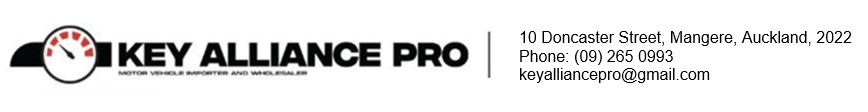 KEY ALLIANCE PRO
MOTOR VEHICLE IMPORTER AND WHOLESALER
10 Doncaster Street, Mangere, Auckland, 2022
Phone: (09) 265 0993
keyalliancepro@gmail.com